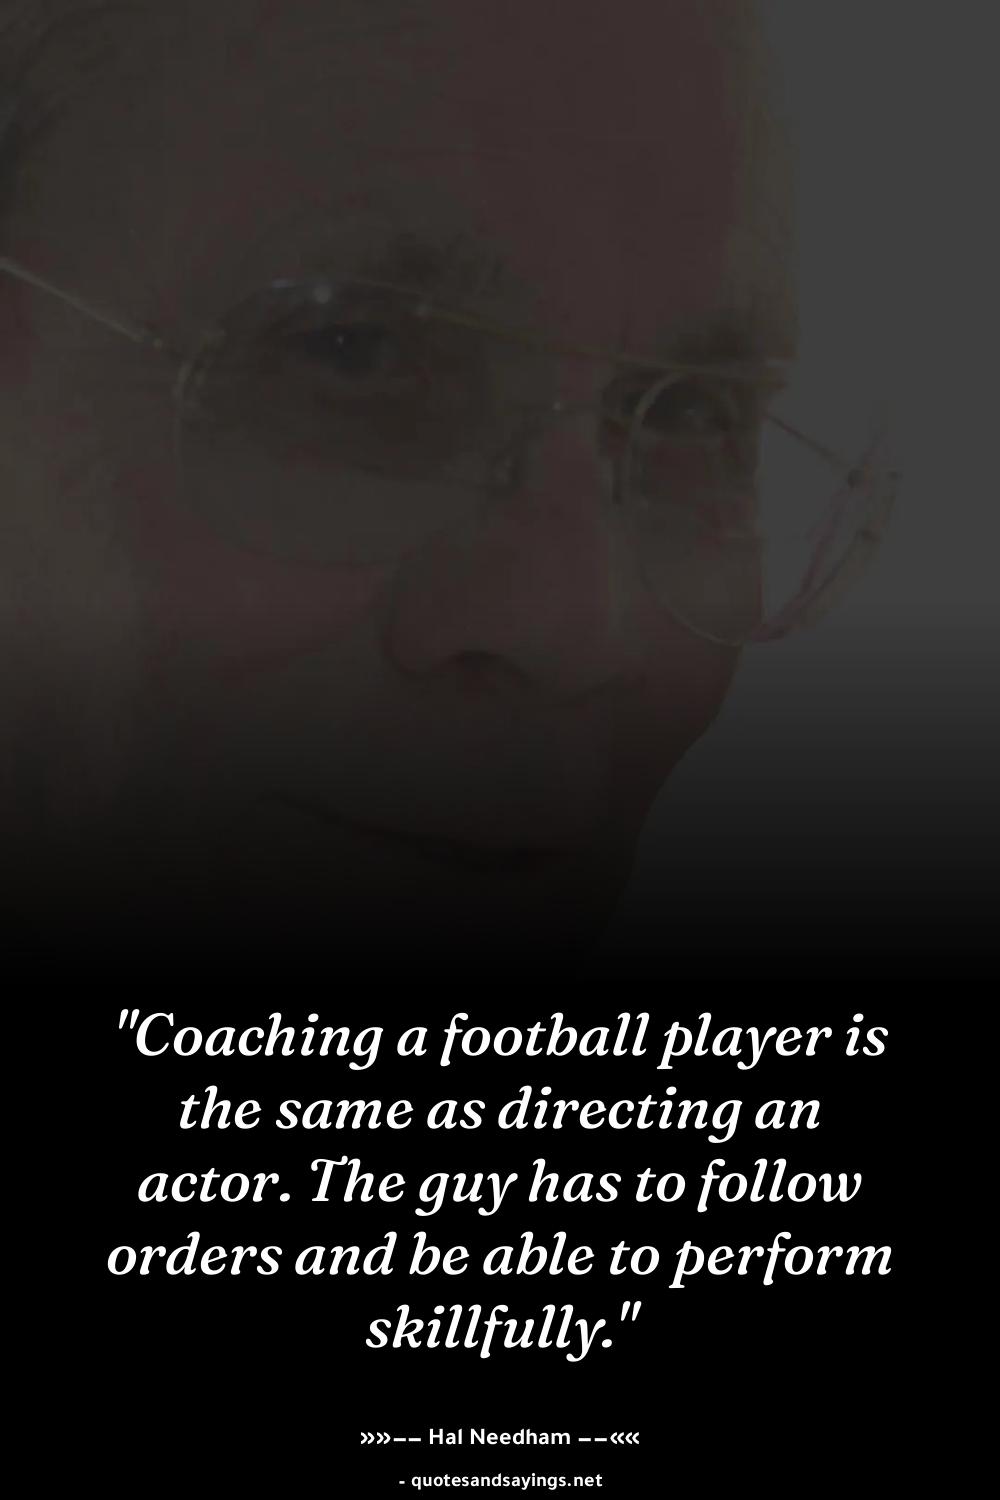 "Coaching a football player is
the same as directing an
actor. The guy has to follow
orders and be able to perform
skillfully."
»»−− Hal Needham −−««
- quotesandsayings.net